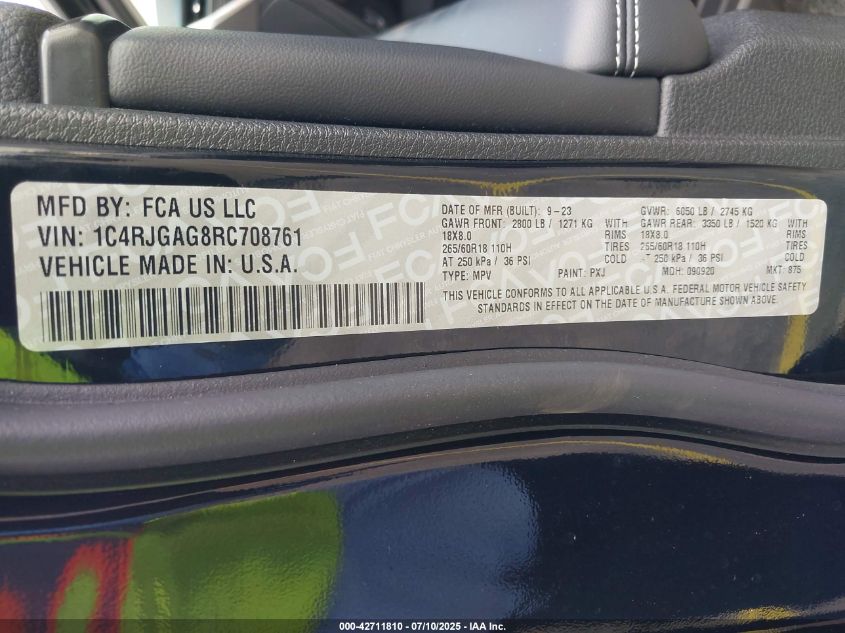 MFD BY: FCA US LLC
VIN: 1C4RJGAG8RC708761
VEHICLE MADE IN: U.S.A.
DATE OF MFR (BUILT): 9-23 GVWR: 6050 LB / 2745 KG
GAWR FRONT: 2800 LB / 1271 KG GAWR REAR: 3350 LB / 1520 KG
18X8.0 RIMS 18X8.0 RIMS
265/60R18 110H TIRES 265/60R18 110H TIRES
AT 250 kPa / 36 PSI COLD AT 250 kPa / 36 PSI COLD
TYPE: MPV PAINT: PXJ MDH: 090920 MKT: 875
THIS VEHICLE CONFORMS TO ALL APPLICABLE U.S.A. FEDERAL MOTOR VEHICLE SAFETY
STANDARDS IN EFFECT ON THE DATE OF MANUFACTURE SHOWN ABOVE.
000-42711810 - 07/10/2025 - IAA Inc.